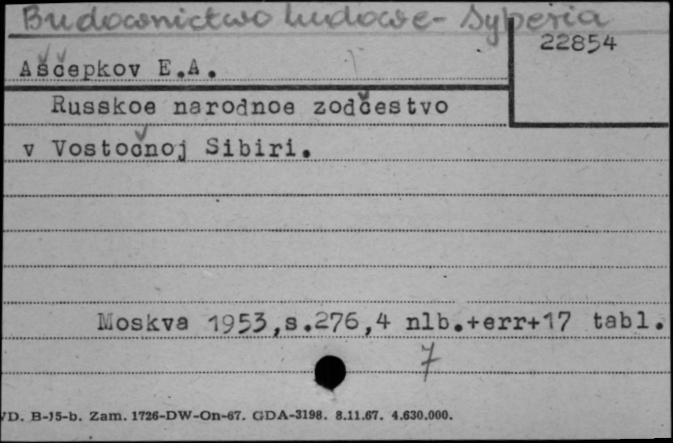 Budownictwo ludowe - Syberia
22854
Aščepkov E.A.
Russkoe narodnoe zodčestvo
v Vostočnoj Sibiri.
Moskva 1953,s.276,4 nlb.+err+17 tabl.
7
VD. B-15-b. Zam. 1726-DW-On-67. GDA-3198. 8.11.67. 4.630.000.